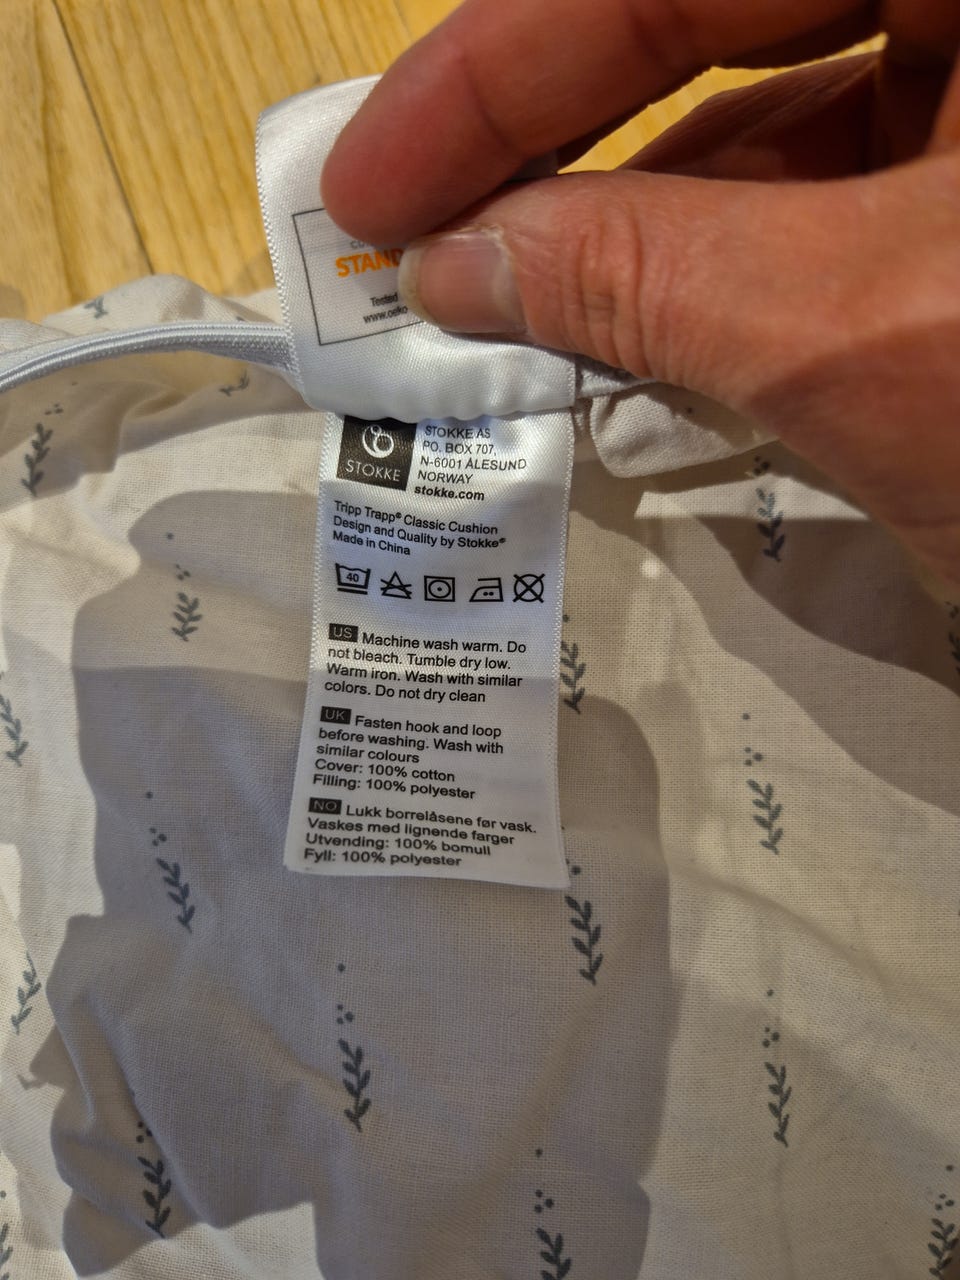 STAND
Tested
www.oeko-
STOKKE
STOKKE AS
PO. BOX 707,
N-6001 ÅLESUND
NORWAY
stokke.com
Tripp Trapp® Classic Cushion
Design and Quality by Stokke®
Made in China
40
US Machine wash warm. Do
not bleach. Tumble dry low.
Warm iron. Wash with similar
colors. Do not dry clean
UK Fasten hook and loop
before washing. Wash with
similar colours
Cover: 100% cotton
Filling: 100% polyester
NO Lukk borrelåsene før vask.
Vaskes med lignende farger
Utvending: 100% bomull
Fyll: 100% polyester